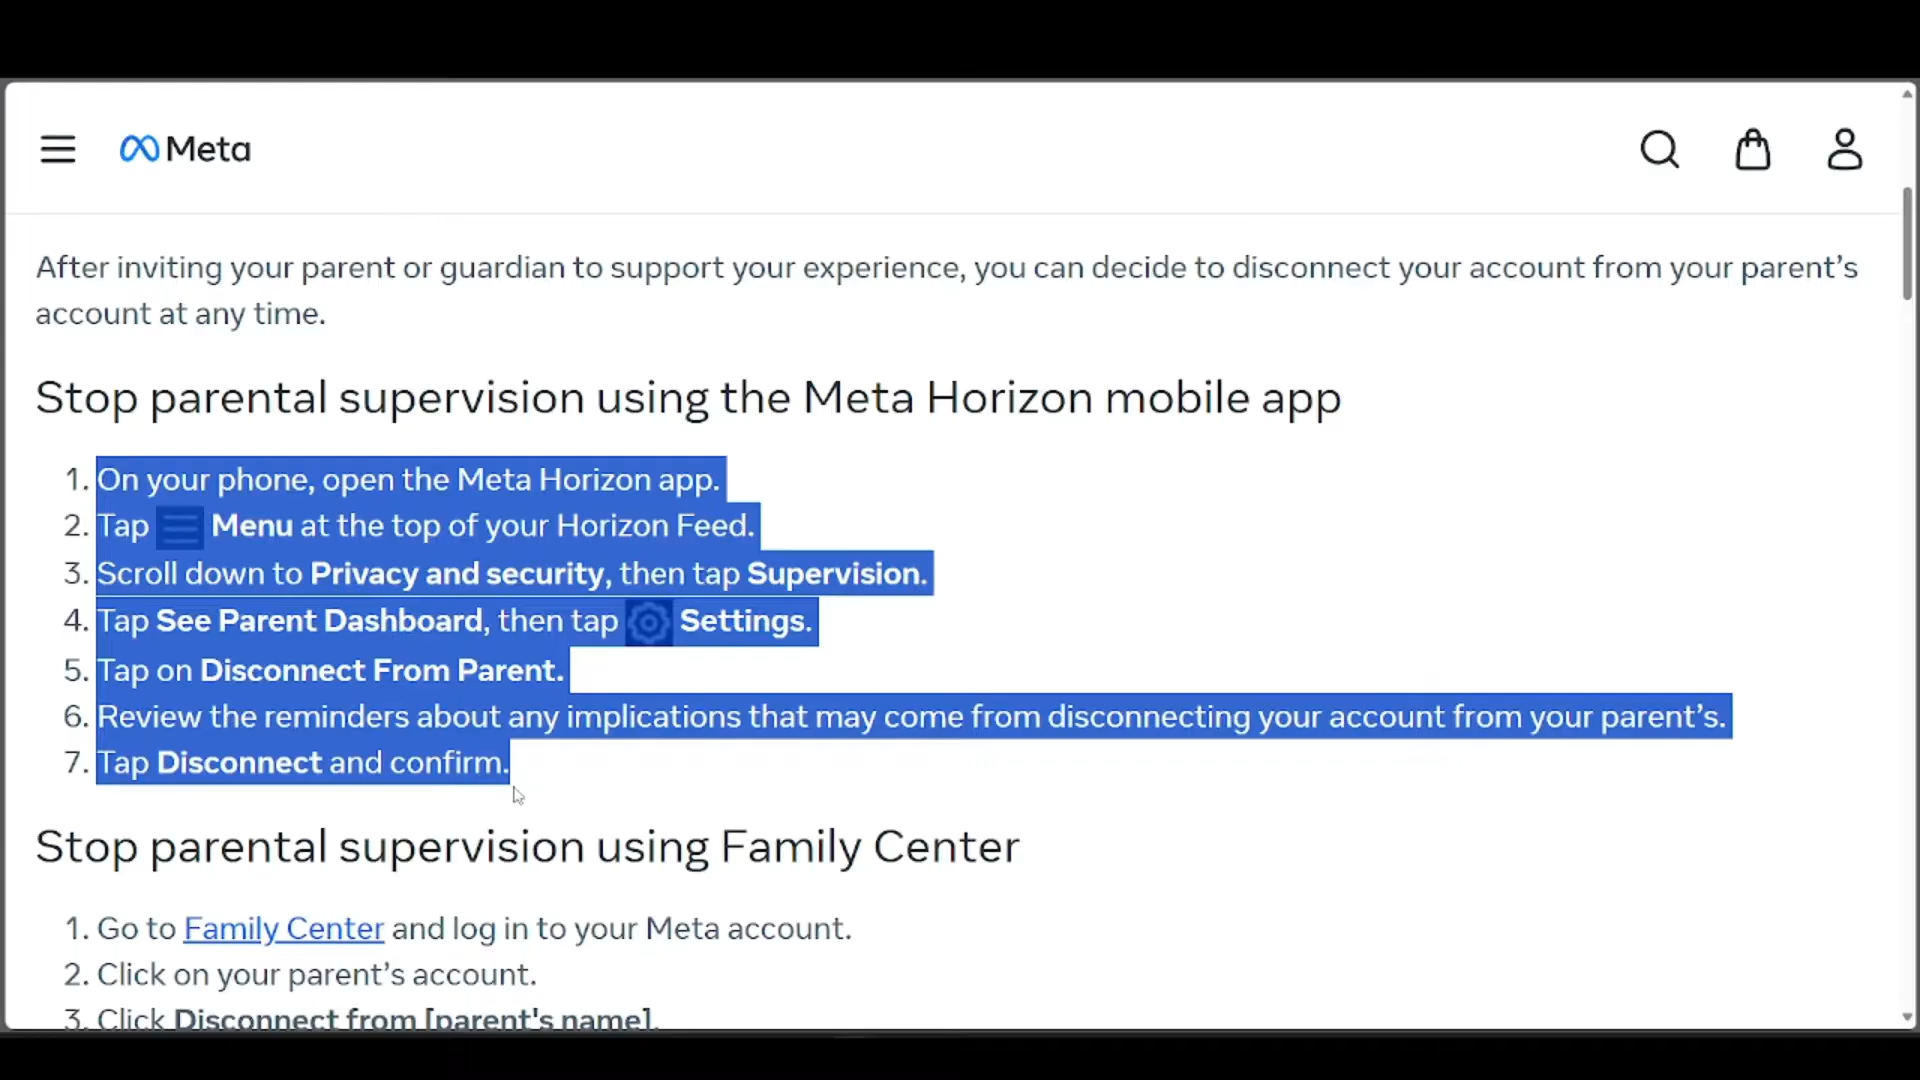 Meta
After inviting your parent or guardian to support your experience, you can decide to disconnect your account from your parent’s
account at any time.
Stop parental supervision using the Meta Horizon mobile app
1. On your phone, open the Meta Horizon app.
2. Tap Menu at the top of your Horizon Feed.
3. Scroll down to Privacy and security, then tap Supervision.
4. Tap See Parent Dashboard, then tap Settings.
5. Tap on Disconnect From Parent.
6. Review the reminders about any implications that may come from disconnecting your account from your parent’s.
7. Tap Disconnect and confirm.
Stop parental supervision using Family Center
1. Go to Family Center and log in to your Meta account.
2. Click on your parent’s account.
3. Click Disconnect from [parent's name].